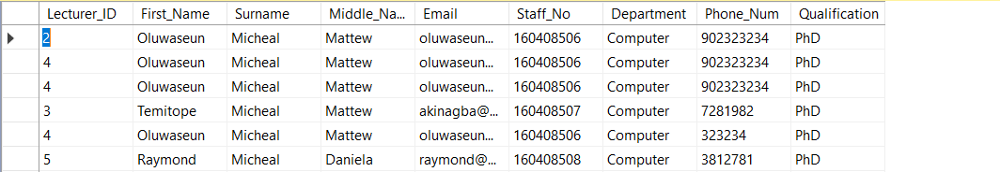 Lecturer_ID First_Name Surname Middle_Na... Email Staff_No Department Phone_Num Qualification
2 Oluwaseun Micheal Mattew oluwaseun... 160408506 Computer 902323234 PhD
4 Oluwaseun Micheal Mattew oluwaseun... 160408506 Computer 902323234 PhD
4 Oluwaseun Micheal Mattew oluwaseun... 160408506 Computer 902323234 PhD
3 Temitope Micheal Mattew akinagba@... 160408507 Computer 7281982 PhD
4 Oluwaseun Micheal Mattew oluwaseun... 160408506 Computer 323234 PhD
5 Raymond Micheal Daniela raymond@... 160408508 Computer 3812781 PhD